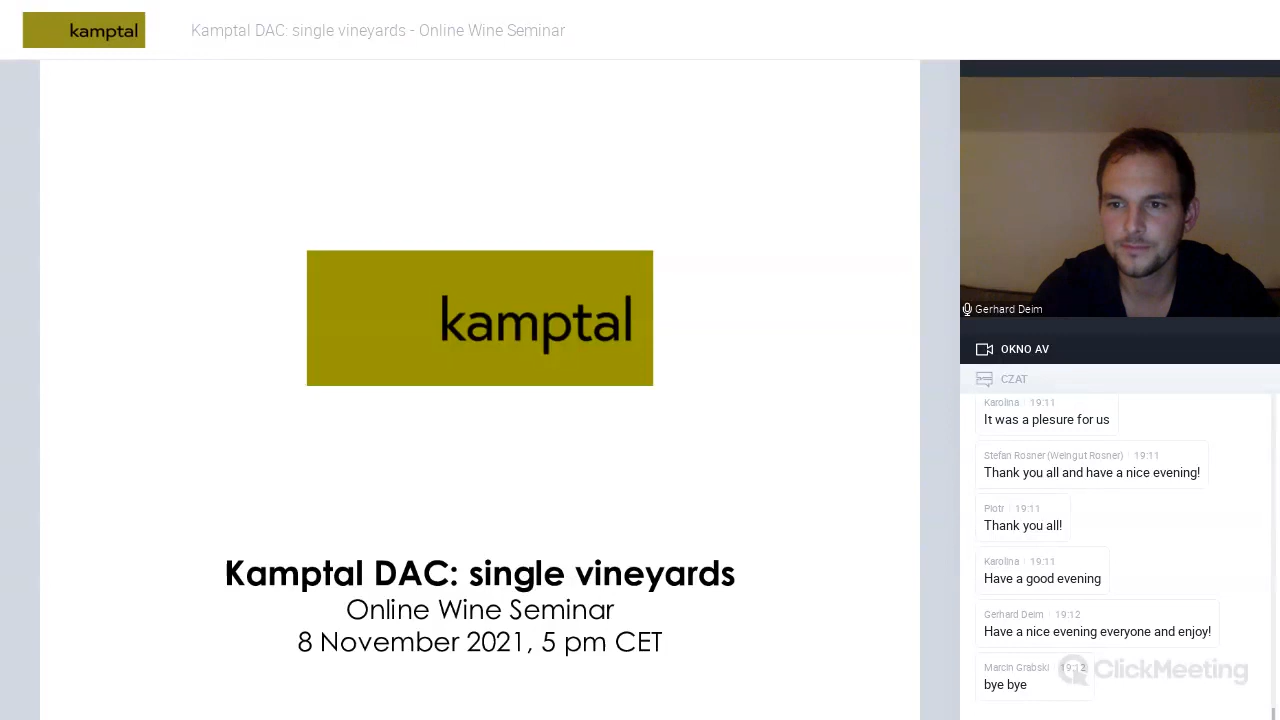 kamptal
Kamptal DAC: single vineyards - Online Wine Seminar
kamptal
Kamptal DAC: single vineyards
Online Wine Seminar
8 November 2021, 5 pm CET
Gerhard Deim
OKNO AV
CZAT
Karolina 19:11
It was a plesure for us
Stefan Rosner (Weingut Rosner) 19:11
Thank you all and have a nice evening!
Piotr 19:11
Thank you all!
Karolina 19:11
Have a good evening
Gerhard Deim 19:12
Have a nice evening everyone and enjoy!
Marcin Grabski 19:12
bye bye
ClickMeeting